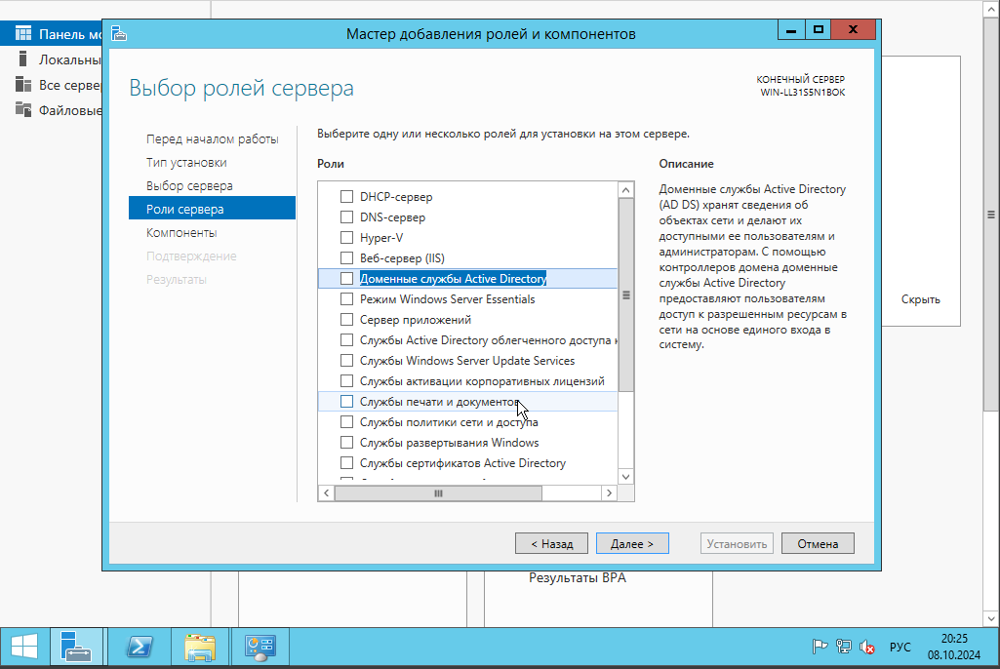 Панель мо
Локальны
Все серве
Файловые
Мастер добавления ролей и компонентов
Выбор ролей сервера
КОНЕЧНЫЙ СЕРВЕР
WIN-LL31S5N1BOK
Перед началом работы
Тип установки
Выбор сервера
Роли сервера
Компоненты
Подтверждение
Результаты
Выберите одну или несколько ролей для установки на этом сервере.
Роли
DHCP-сервер
DNS-сервер
Hyper-V
Веб-сервер (IIS)
Доменные службы Active Directory
Режим Windows Server Essentials
Сервер приложений
Службы Active Directory облегченного доступа к
Службы Windows Server Update Services
Службы активации корпоративных лицензий
Службы печати и документов
Службы политики сети и доступа
Службы развертывания Windows
Службы сертификатов Active Directory
Описание
Доменные службы Active Directory
(AD DS) хранят сведения об
объектах сети и делают их
доступными ее пользователям и
администраторам. С помощью
контроллеров домена доменные
службы Active Directory
предоставляют пользователям
доступ к разрешенным ресурсам в
сети на основе единого входа в
систему.
Скрыть
< Назад
Далее >
Установить
Отмена
Результаты BPA
РУС
20:25
08.10.2024